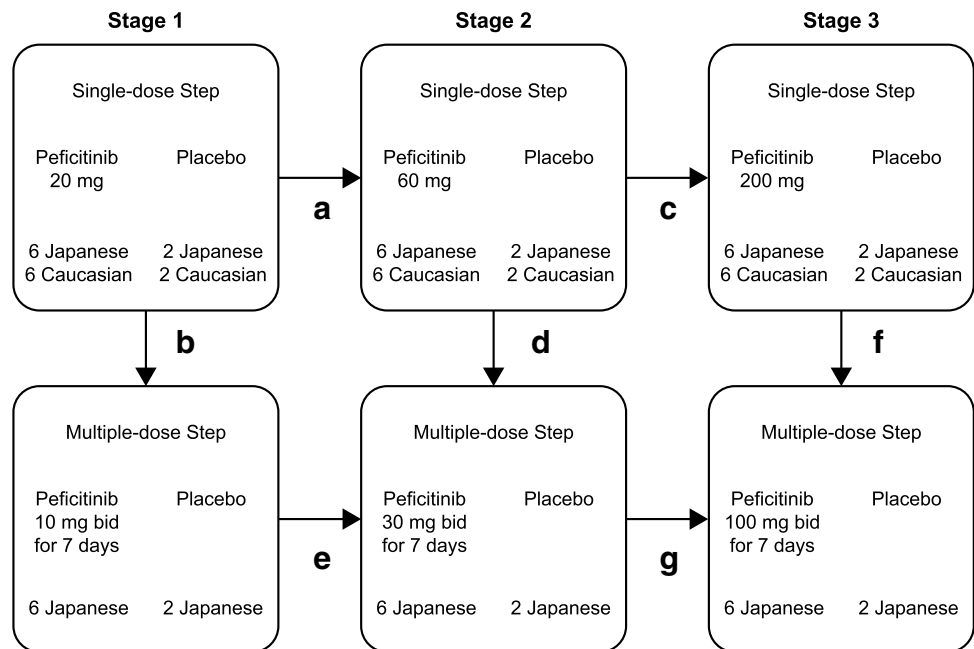 Stage 1
Stage 2
Stage 3
Single-dose Step
Peficitinib
20 mg
Placebo
6 Japanese
6 Caucasian
2 Japanese
2 Caucasian
a
Single-dose Step
Peficitinib
60 mg
Placebo
6 Japanese
6 Caucasian
2 Japanese
2 Caucasian
c
Single-dose Step
Peficitinib
200 mg
Placebo
6 Japanese
6 Caucasian
2 Japanese
2 Caucasian
b
d
f
Multiple-dose Step
Peficitinib
10 mg bid
for 7 days
Placebo
6 Japanese
2 Japanese
e
Multiple-dose Step
Peficitinib
30 mg bid
for 7 days
Placebo
6 Japanese
2 Japanese
g
Multiple-dose Step
Peficitinib
100 mg bid
for 7 days
Placebo
6 Japanese
2 Japanese